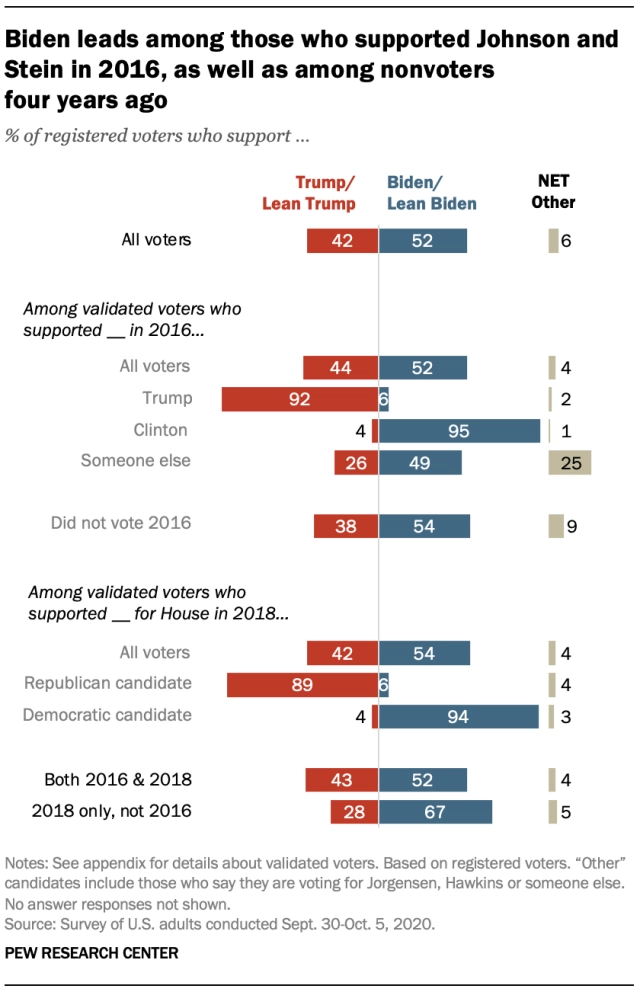 Biden leads among those who supported Johnson and
Stein in 2016, as well as among nonvoters
four years ago
% of registered voters who support ...
Trump/ Biden/ NET
Lean Trump Lean Biden Other
All voters 42 52 6
Among validated voters who
supported __ in 2016...
All voters 44 52 4
Trump 92 6 2
Clinton 4 95 1
Someone else 26 49 25
Did not vote 2016 38 54 9
Among validated voters who
supported __ for House in 2018...
All voters 42 54 4
Republican candidate 89 6 4
Democratic candidate 4 94 3
Both 2016 & 2018 43 52 4
2018 only, not 2016 28 67 5
Notes: See appendix for details about validated voters. Based on registered voters. “Other”
candidates include those who say they are voting for Jorgensen, Hawkins or someone else.
No answer responses not shown.
Source: Survey of U.S. adults conducted Sept. 30-Oct. 5, 2020.
PEW RESEARCH CENTER